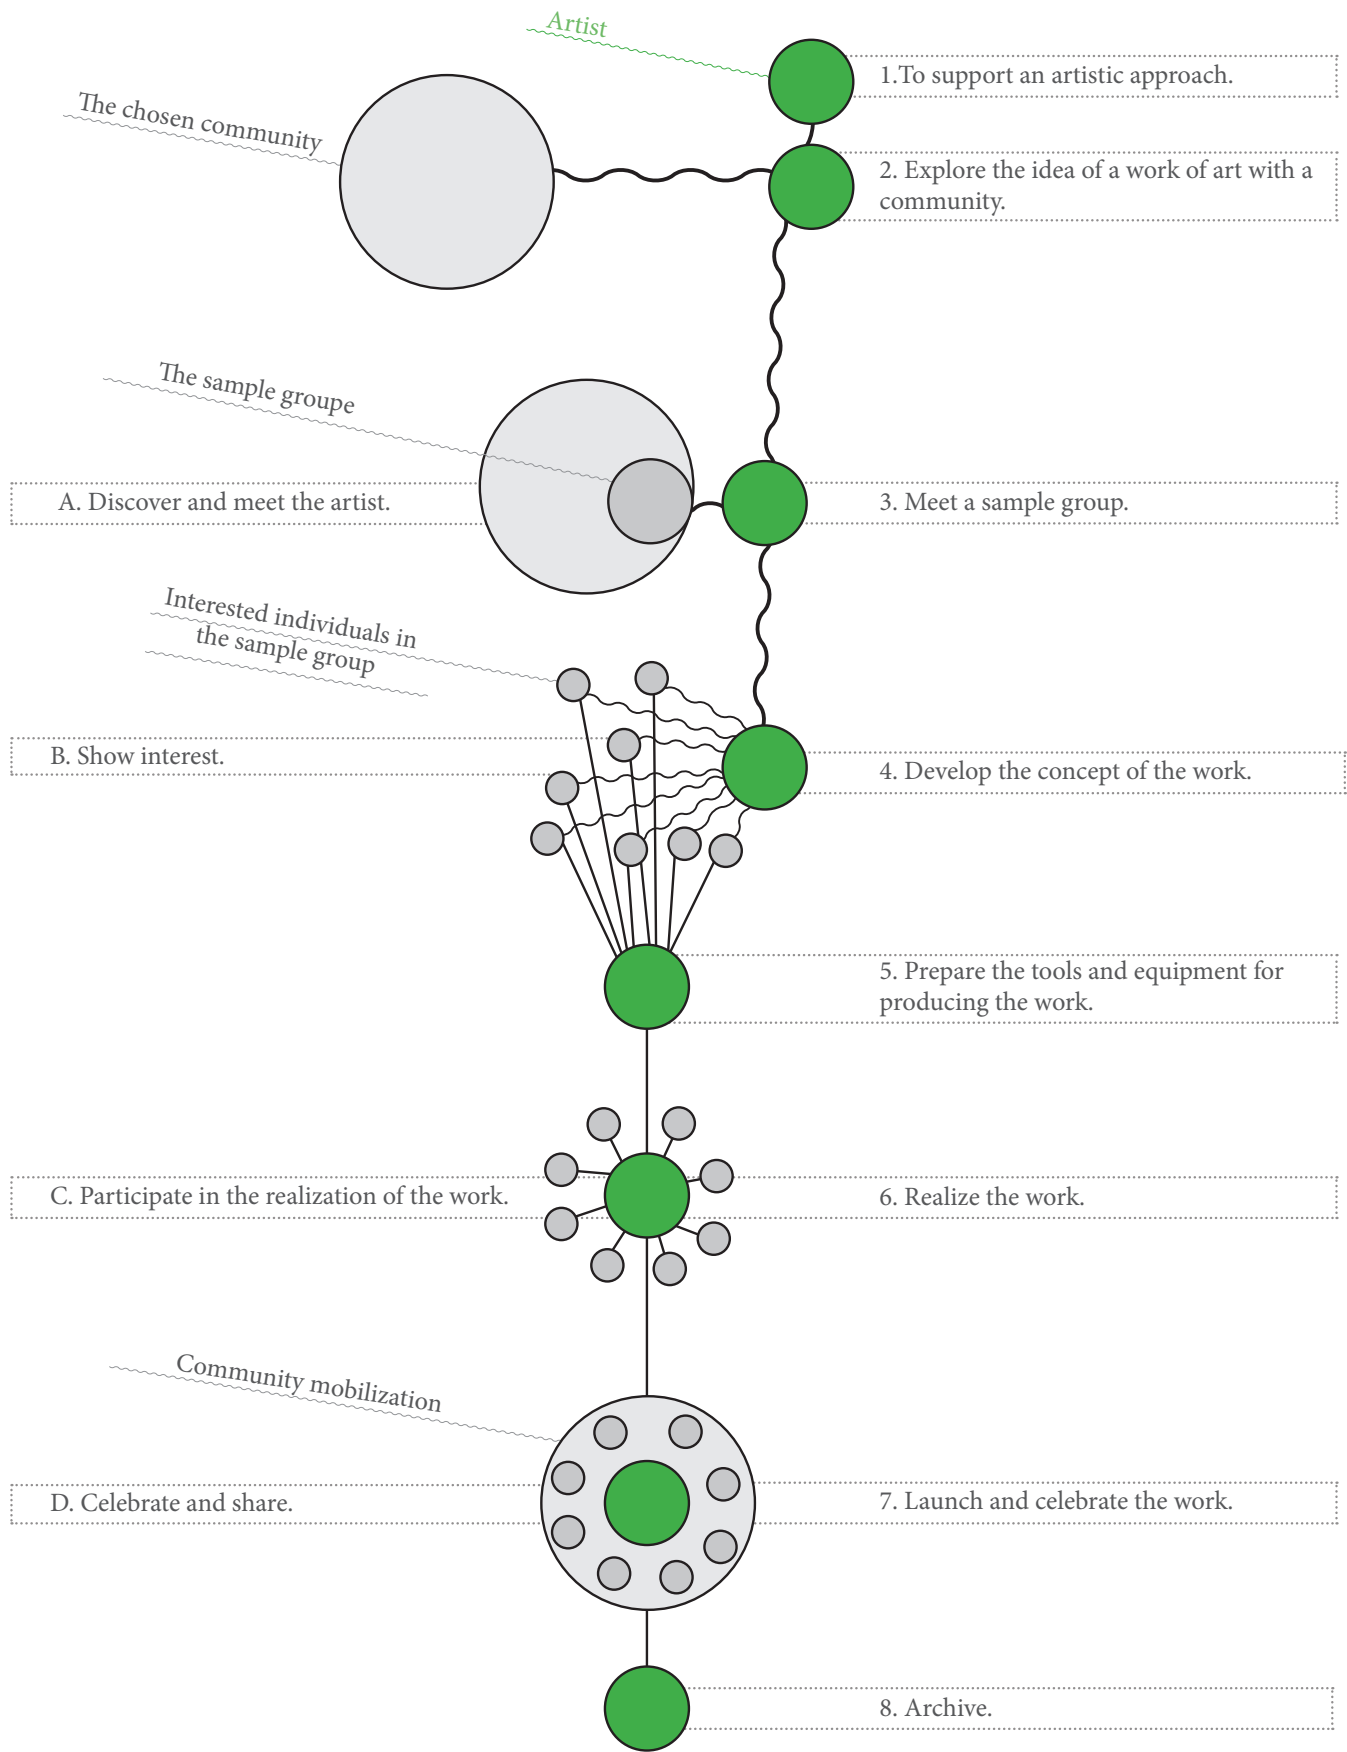 Artist
1.To support an artistic approach.
The chosen community
2. Explore the idea of a work of art with a
community.
The sample groupe
A. Discover and meet the artist.
3. Meet a sample group.
Interested individuals in
the sample group
B. Show interest.
4. Develop the concept of the work.
5. Prepare the tools and equipment for
producing the work.
C. Participate in the realization of the work.
6. Realize the work.
Community mobilization
D. Celebrate and share.
7. Launch and celebrate the work.
8. Archive.